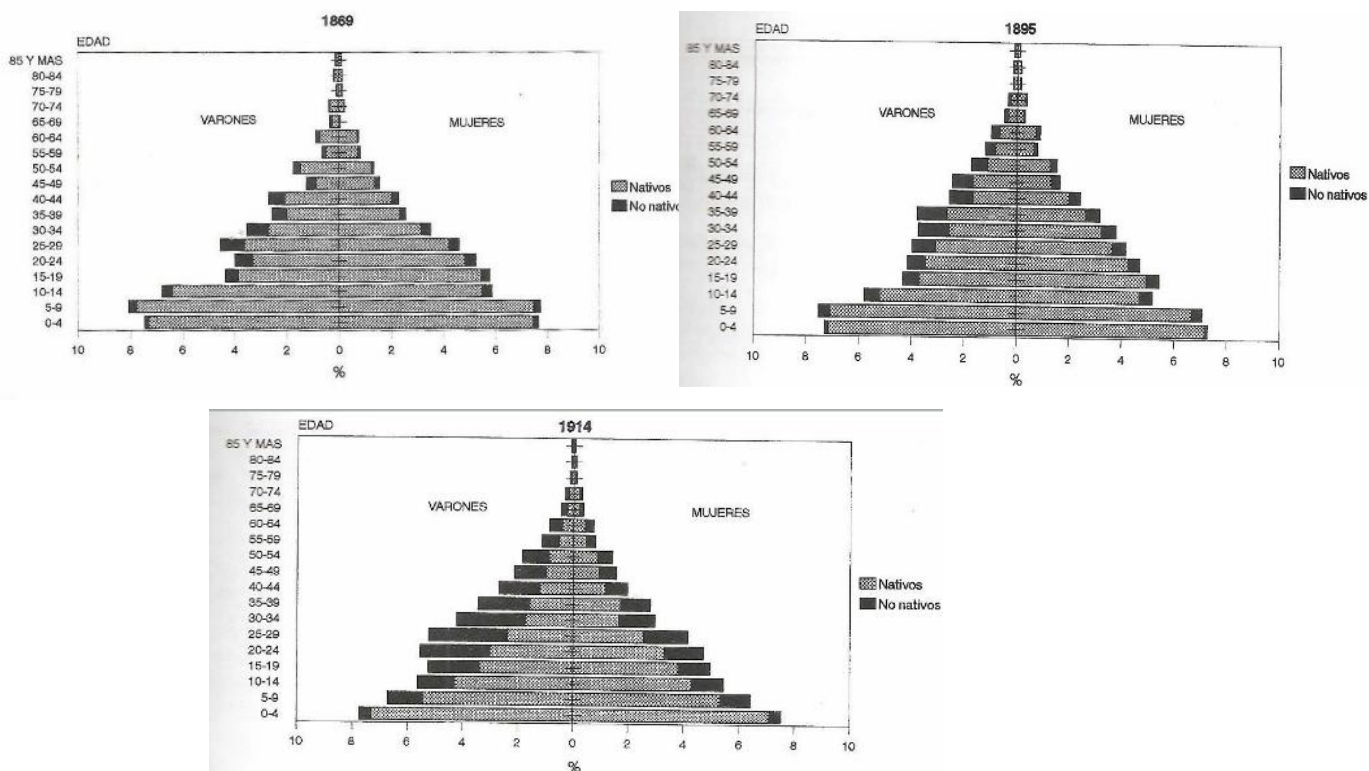 1869
EDAD
85 Y MAS
80-84
75-79
70-74
65-69
60-64
55-59
50-54
45-49
40-44
35-39
30-34
25-29
20-24
15-19
10-14
5-9
0-4
VARONES
MUJERES
Nativos
No nativ
10 8 6 4 2 0 2 4 6 8 10
%
1895
EDAD
85 Y MAS
80-84
75-79
70-74
65-69
60-64
55-59
50-54
45-49
40-44
35-39
30-34
25-29
20-24
15-19
10-14
5-9
0-4
VARONES
MUJERES
Nativos
No nativos
10 8 6 4 2 0 2 4 6 8 10
%
1914
EDAD
85 Y MAS
80-84
75-79
70-74
65-69
60-64
55-59
50-54
45-49
40-44
35-39
30-34
25-29
20-24
15-19
10-14
5-9
0-4
VARONES
MUJERES
Nativos
No nativos
10 8 6 4 2 0 2 4 6 8 10
%